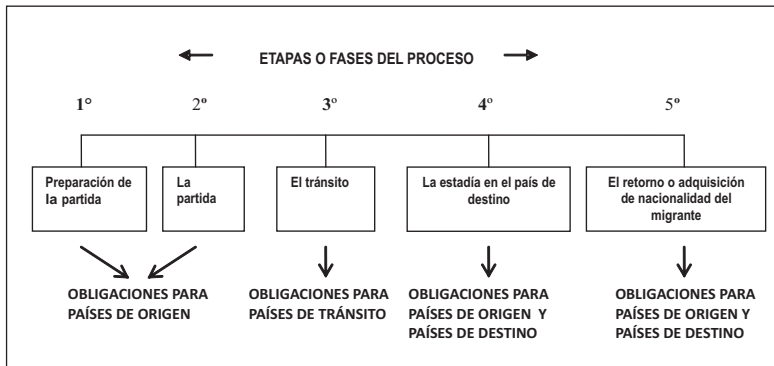 ETAPAS O FASES DEL PROCESO
1° 2º 3º 4º 5º
Preparación de
la partida
La
partida
El tránsito
La estadía en el país de
destino
El retorno o adquisición
de nacionalidad del
migrante
OBLIGACIONES PARA
PAÍSES DE ORIGEN
OBLIGACIONES PARA
PAÍSES DE TRÁNSITO
OBLIGACIONES PARA
PAÍSES DE ORIGEN Y
PAÍSES DE DESTINO
OBLIGACIONES PARA
PAÍSES DE ORIGEN Y
PAÍSES DE DESTINO